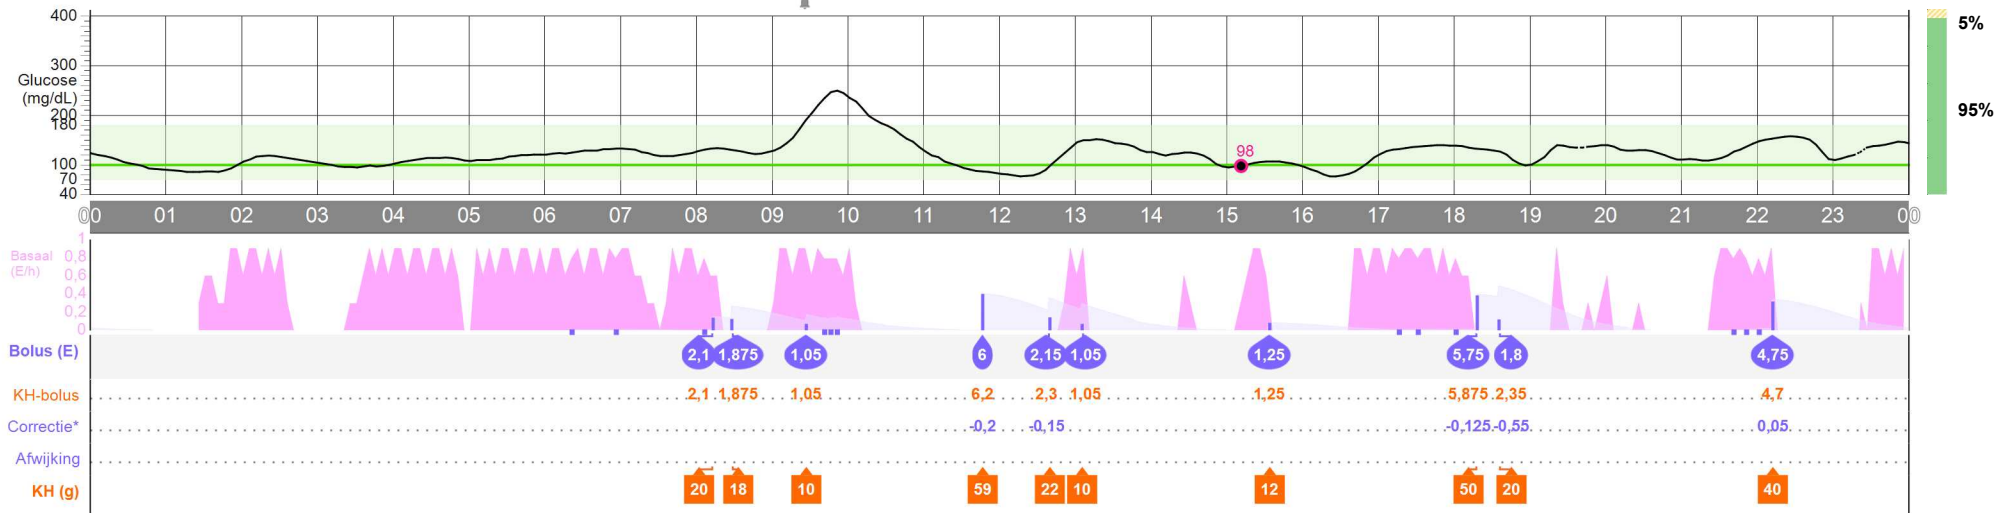 400
300
Glucose
(mg/dL)
200
180
100
70
40
98
5%
95%
00 01 02 03 04 05 06 07 08 09 10 11 12 13 14 15 16 17 18 19 20 21 22 23 00
1
Basaal 0,8
(E/h) 0,6
0,4
0,2
0
Bolus (E) 2,1 1,875 1,05 6 2,15 1,05 1,25 5,75 1,8 4,75
KH-bolus 2,1 1,875 1,05 6,2 2,3 1,05 1,25 5,875 2,35 4,7
Correctie* -0,2 -0,15 -0,125 -0,55 0,05
Afwijking
KH (g) 20 18 10 59 22 10 12 50 20 40